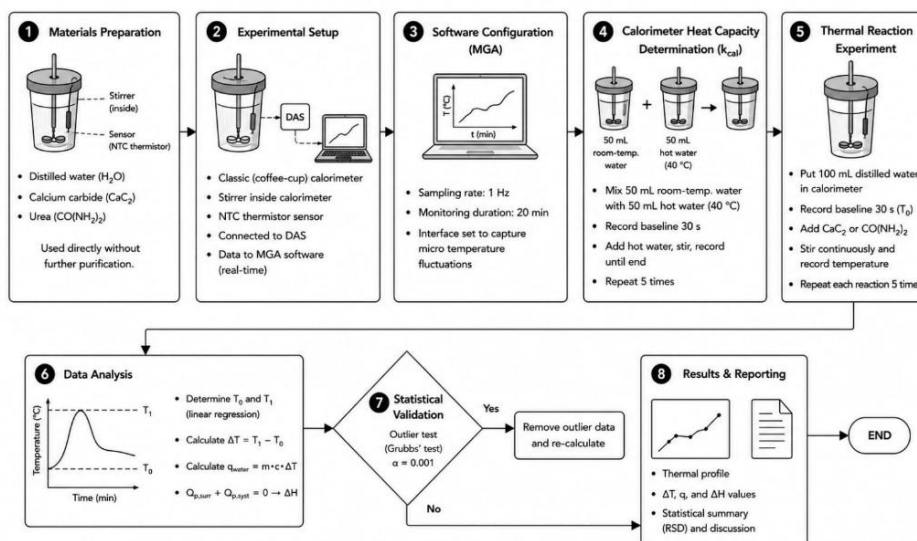 1 Materials Preparation
Stirrer
(inside)
Sensor
(NTC thermistor)
• Distilled water (H₂O)
• Calcium carbide (CaC₂)
• Urea (CO(NH₂)₂)
Used directly without
further purification.
2 Experimental Setup
DAS
• Classic (coffee-cup) calorimeter
• Stirrer inside calorimeter
• NTC thermistor sensor
• Connected to DAS
• Data to MGA software
(real-time)
3 Software Configuration
(MGA)
T (°C)
t (min)
• Sampling rate: 1 Hz
• Monitoring duration: 20 min
• Interface set to capture
micro temperature
fluctuations
4 Calorimeter Heat Capacity
Determination (k_cal)
+
50 mL
room-temp.
water
50 mL
hot water
(40 °C)
• Mix 50 mL room-temp. water
with 50 mL hot water (40 °C)
• Record baseline 30 s
• Add hot water, stir, record
until end
• Repeat 5 times
5 Thermal Reaction
Experiment
• Put 100 mL distilled water
in calorimeter
• Record baseline 30 s (T₀)
• Add CaC₂ or CO(NH₂)₂
• Stir continuously and
record temperature
• Repeat each reaction 5 time
6 Data Analysis
Temperature (°C)
T₁
T₀
Time (min)
• Determine T₀ and T₁
(linear regression)
• Calculate ΔT = T₁ − T₀
• Calculate q_water = m•c•ΔT
• Q_p,surr + Q_p,syst = 0 → ΔH
7 Statistical
Validation
Outlier test
(Grubbs' test)
α = 0.001
Yes
No
Remove outlier data
and re-calculate
8 Results & Reporting
• Thermal profile
• ΔT, q, and ΔH values
• Statistical summary
(RSD) and discussion
END